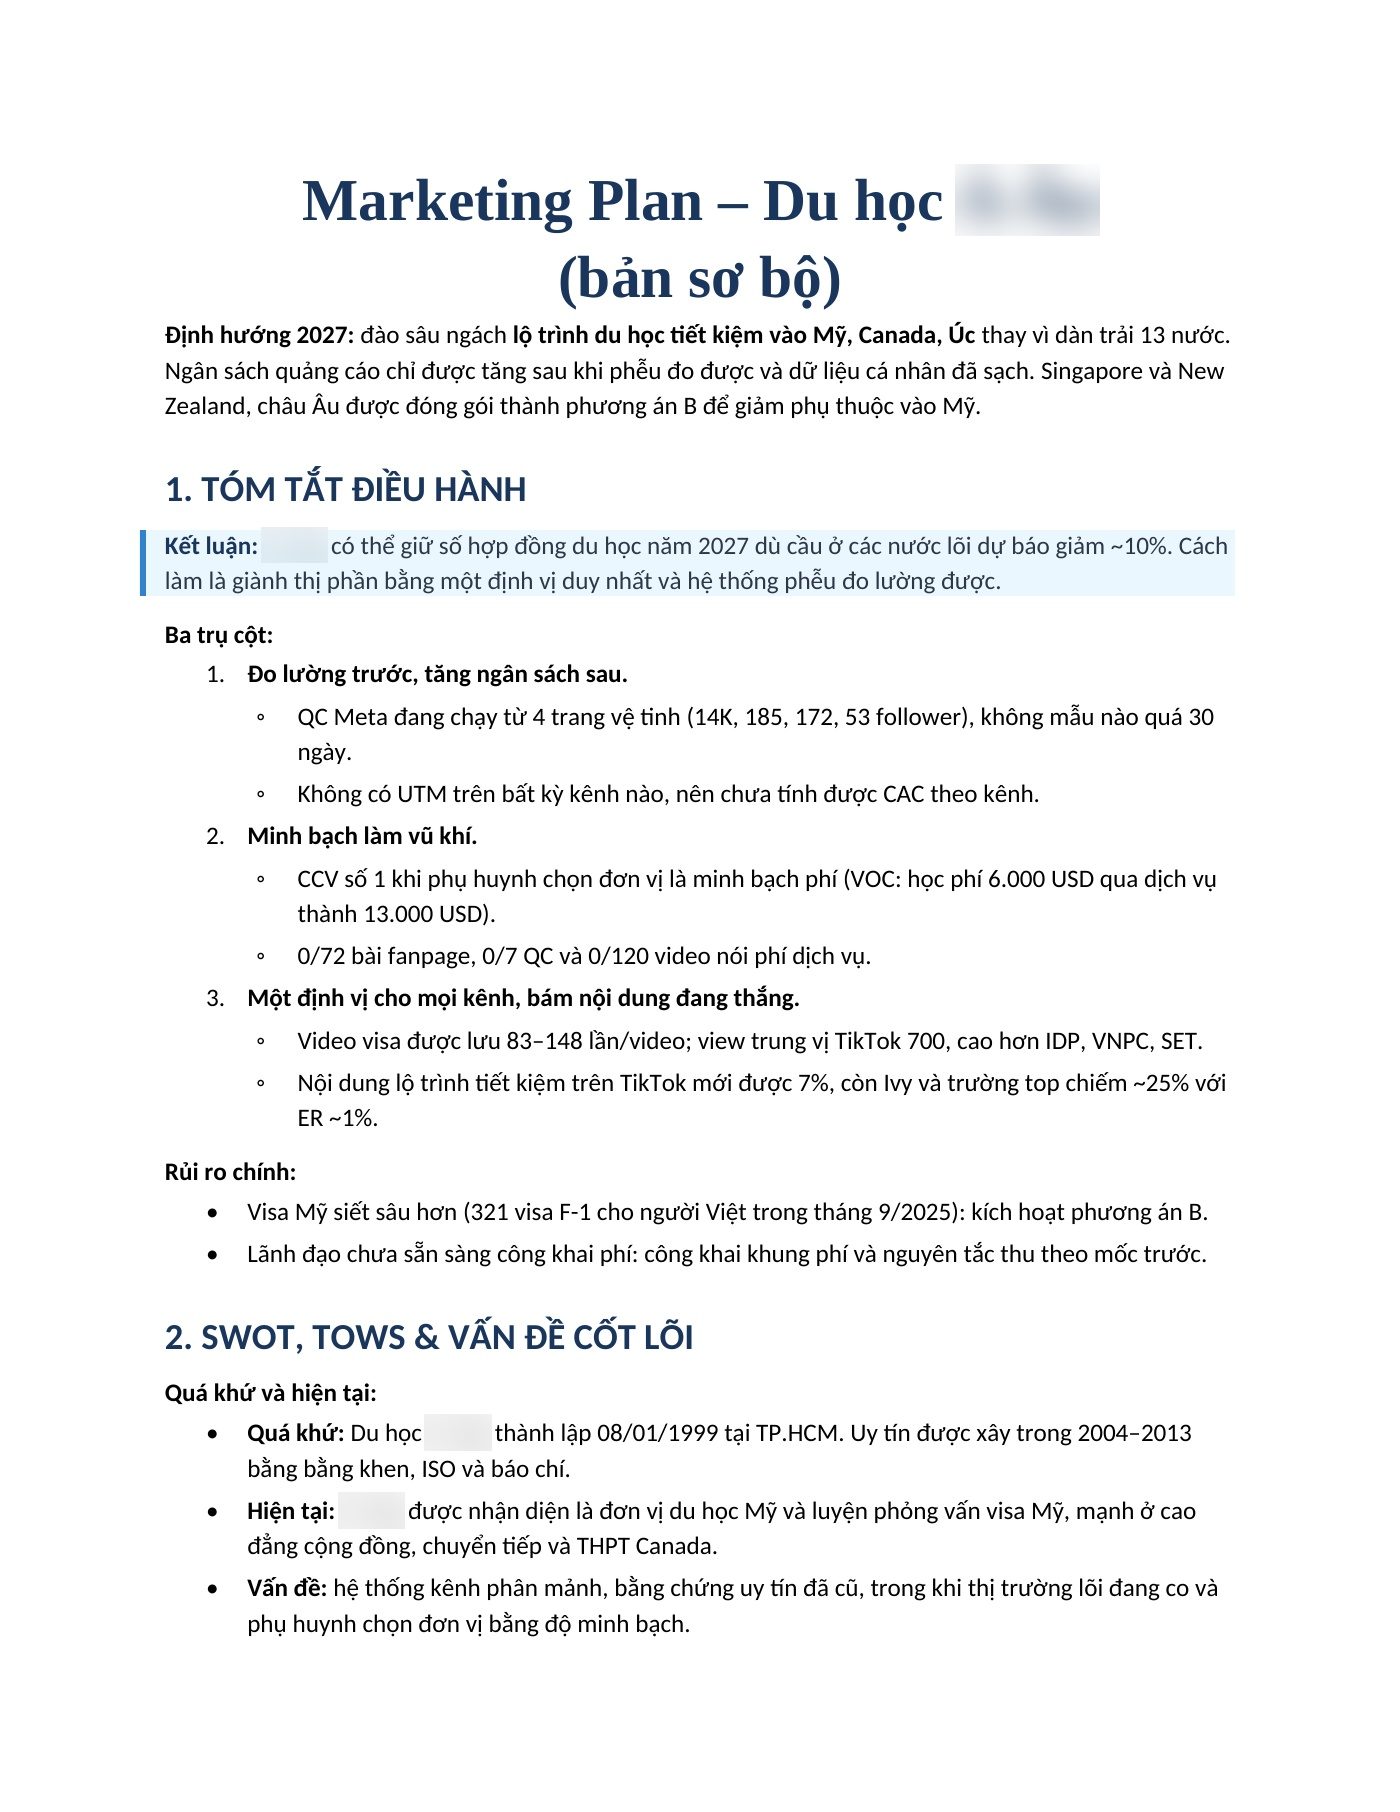 Marketing Plan – Du học
(bản sơ bộ)
Định hướng 2027: đào sâu ngách lộ trình du học tiết kiệm vào Mỹ, Canada, Úc thay vì dàn trải 13 nước.
Ngân sách quảng cáo chỉ được tăng sau khi phễu đo được và dữ liệu cá nhân đã sạch. Singapore và New
Zealand, châu Âu được đóng gói thành phương án B để giảm phụ thuộc vào Mỹ.
1. TÓM TẮT ĐIỀU HÀNH
Kết luận: có thể giữ số hợp đồng du học năm 2027 dù cầu ở các nước lõi dự báo giảm ~10%. Cách
làm là giành thị phần bằng một định vị duy nhất và hệ thống phễu đo lường được.
Ba trụ cột:
1. Đo lường trước, tăng ngân sách sau.
◦ QC Meta đang chạy từ 4 trang vệ tinh (14K, 185, 172, 53 follower), không mẫu nào quá 30
ngày.
◦ Không có UTM trên bất kỳ kênh nào, nên chưa tính được CAC theo kênh.
2. Minh bạch làm vũ khí.
◦ CCV số 1 khi phụ huynh chọn đơn vị là minh bạch phí (VOC: học phí 6.000 USD qua dịch vụ
thành 13.000 USD).
◦ 0/72 bài fanpage, 0/7 QC và 0/120 video nói phí dịch vụ.
3. Một định vị cho mọi kênh, bám nội dung đang thắng.
◦ Video visa được lưu 83–148 lần/video; view trung vị TikTok 700, cao hơn IDP, VNPC, SET.
◦ Nội dung lộ trình tiết kiệm trên TikTok mới được 7%, còn Ivy và trường top chiếm ~25% với
ER ~1%.
Rủi ro chính:
• Visa Mỹ siết sâu hơn (321 visa F-1 cho người Việt trong tháng 9/2025): kích hoạt phương án B.
• Lãnh đạo chưa sẵn sàng công khai phí: công khai khung phí và nguyên tắc thu theo mốc trước.
2. SWOT, TOWS & VẤN ĐỀ CỐT LÕI
Quá khứ và hiện tại:
• Quá khứ: Du học thành lập 08/01/1999 tại TP.HCM. Uy tín được xây trong 2004–2013
bằng bằng khen, ISO và báo chí.
• Hiện tại: được nhận diện là đơn vị du học Mỹ và luyện phỏng vấn visa Mỹ, mạnh ở cao
đẳng cộng đồng, chuyển tiếp và THPT Canada.
• Vấn đề: hệ thống kênh phân mảnh, bằng chứng uy tín đã cũ, trong khi thị trường lõi đang co và
phụ huynh chọn đơn vị bằng độ minh bạch.